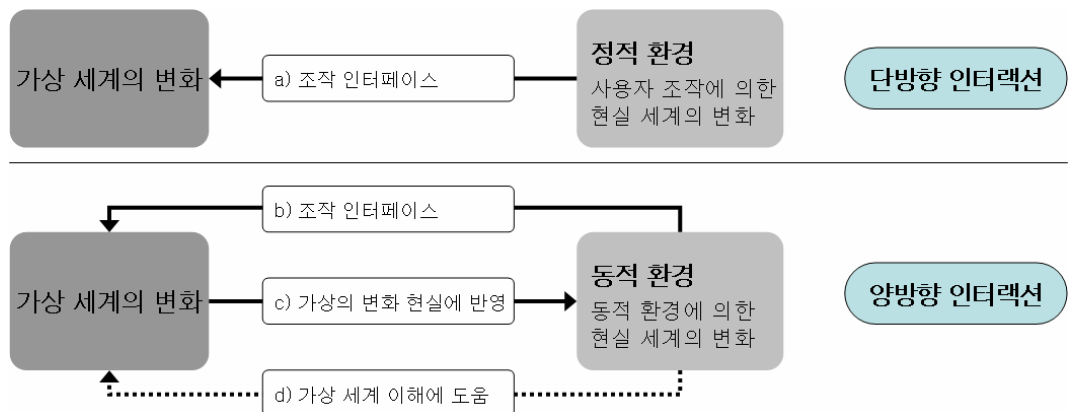 가상 세계의 변화
a) 조작 인터페이스
정적 환경
사용자 조작에 의한
현실 세계의 변화
단방향 인터랙션
b) 조작 인터페이스
가상 세계의 변화
c) 가상의 변화 현실에 반영
동적 환경
동적 환경에 의한
현실 세계의 변화
양방향 인터랙션
d) 가상 세계 이해에 도움